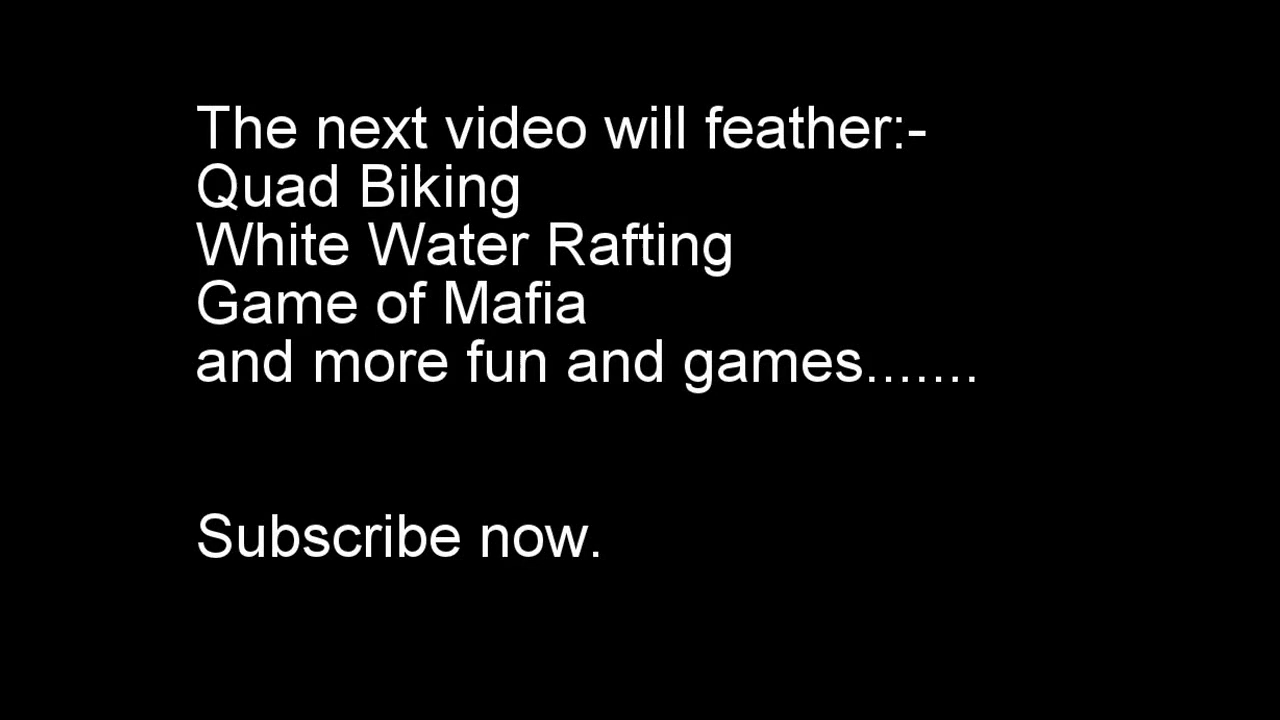 The next video will feather:-
Quad Biking
White Water Rafting
Game of Mafia
and more fun and games.......
Subscribe now.